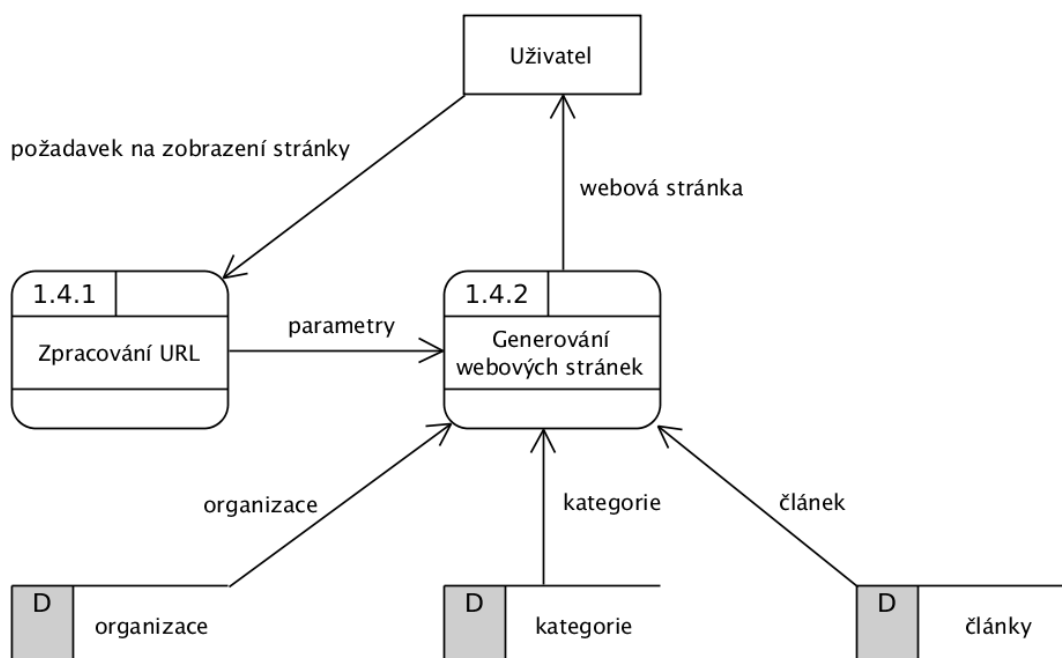 Uživatel
požadavek na zobrazení stránky
webová stránka
1.4.1
Zpracování URL
parametry
1.4.2
Generování
webových stránek
organizace
kategorie
článek
D
organizace
D
kategorie
D
články